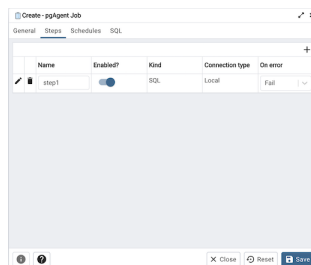 Create - pgAgent Job
General Steps Schedules SQL
Name Enabled? Kind Connection type On error
step1 SQL Local Fail
Close Reset Save